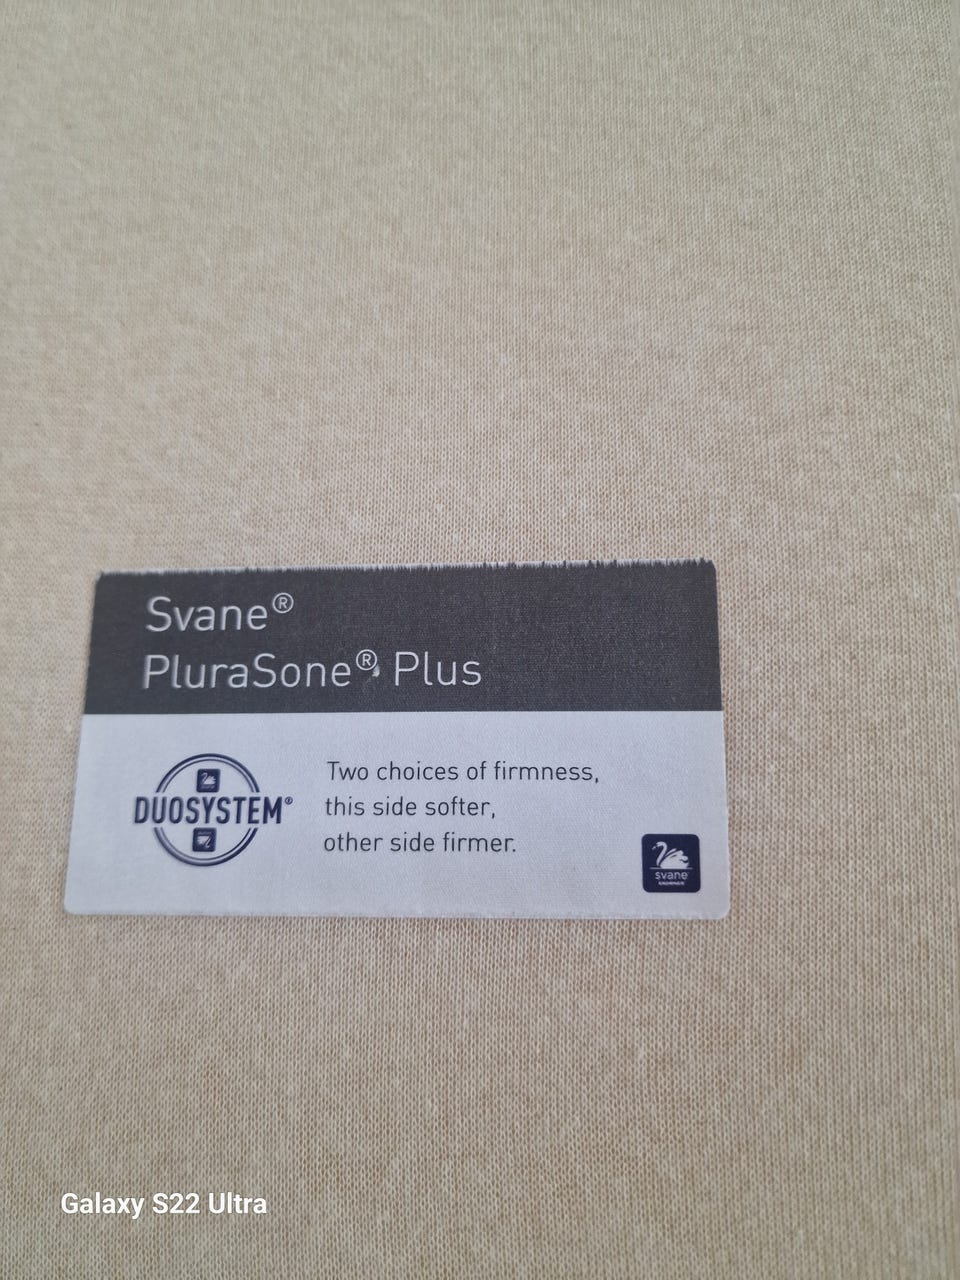 Svane®
PluraSone® Plus
DUOSYSTEM®
Two choices of firmness,
this side softer,
other side firmer.
svane
Galaxy S22 Ultra